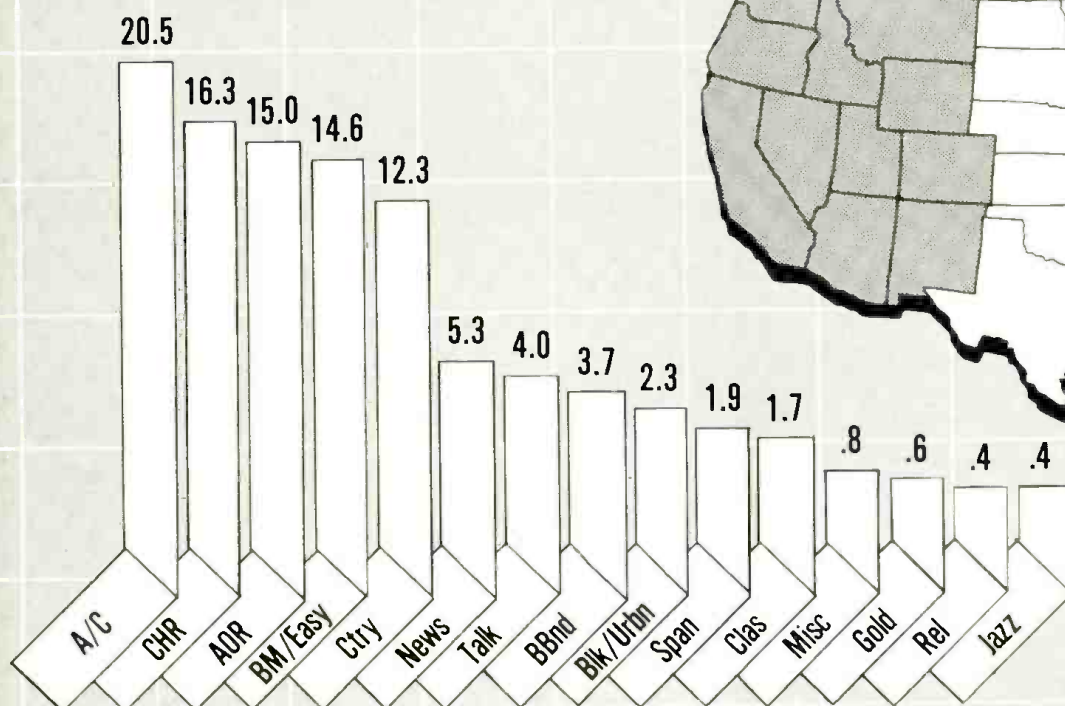 20.5
16.3
15.0
14.6
12.3
5.3
4.0
3.7
2.3
1.9
1.7
.8
.6
.4
.4
A/C
CHR
AOR
BM/Easy
Ctry
News
Talk
BBnd
Blk/Urbn
Span
Clas
Misc
Gold
Rel
Jazz